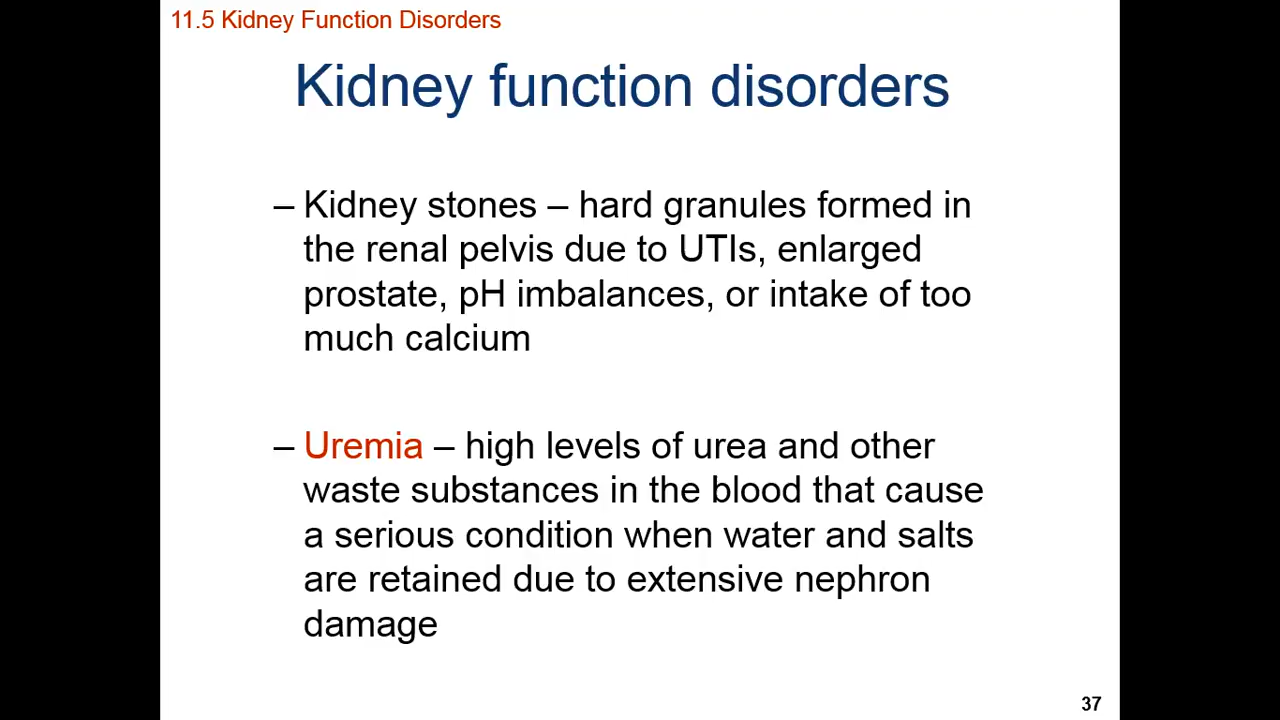 11.5 Kidney Function Disorders
Kidney function disorders
– Kidney stones – hard granules formed in
the renal pelvis due to UTIs, enlarged
prostate, pH imbalances, or intake of too
much calcium
– Uremia – high levels of urea and other
waste substances in the blood that cause
a serious condition when water and salts
are retained due to extensive nephron
damage
37